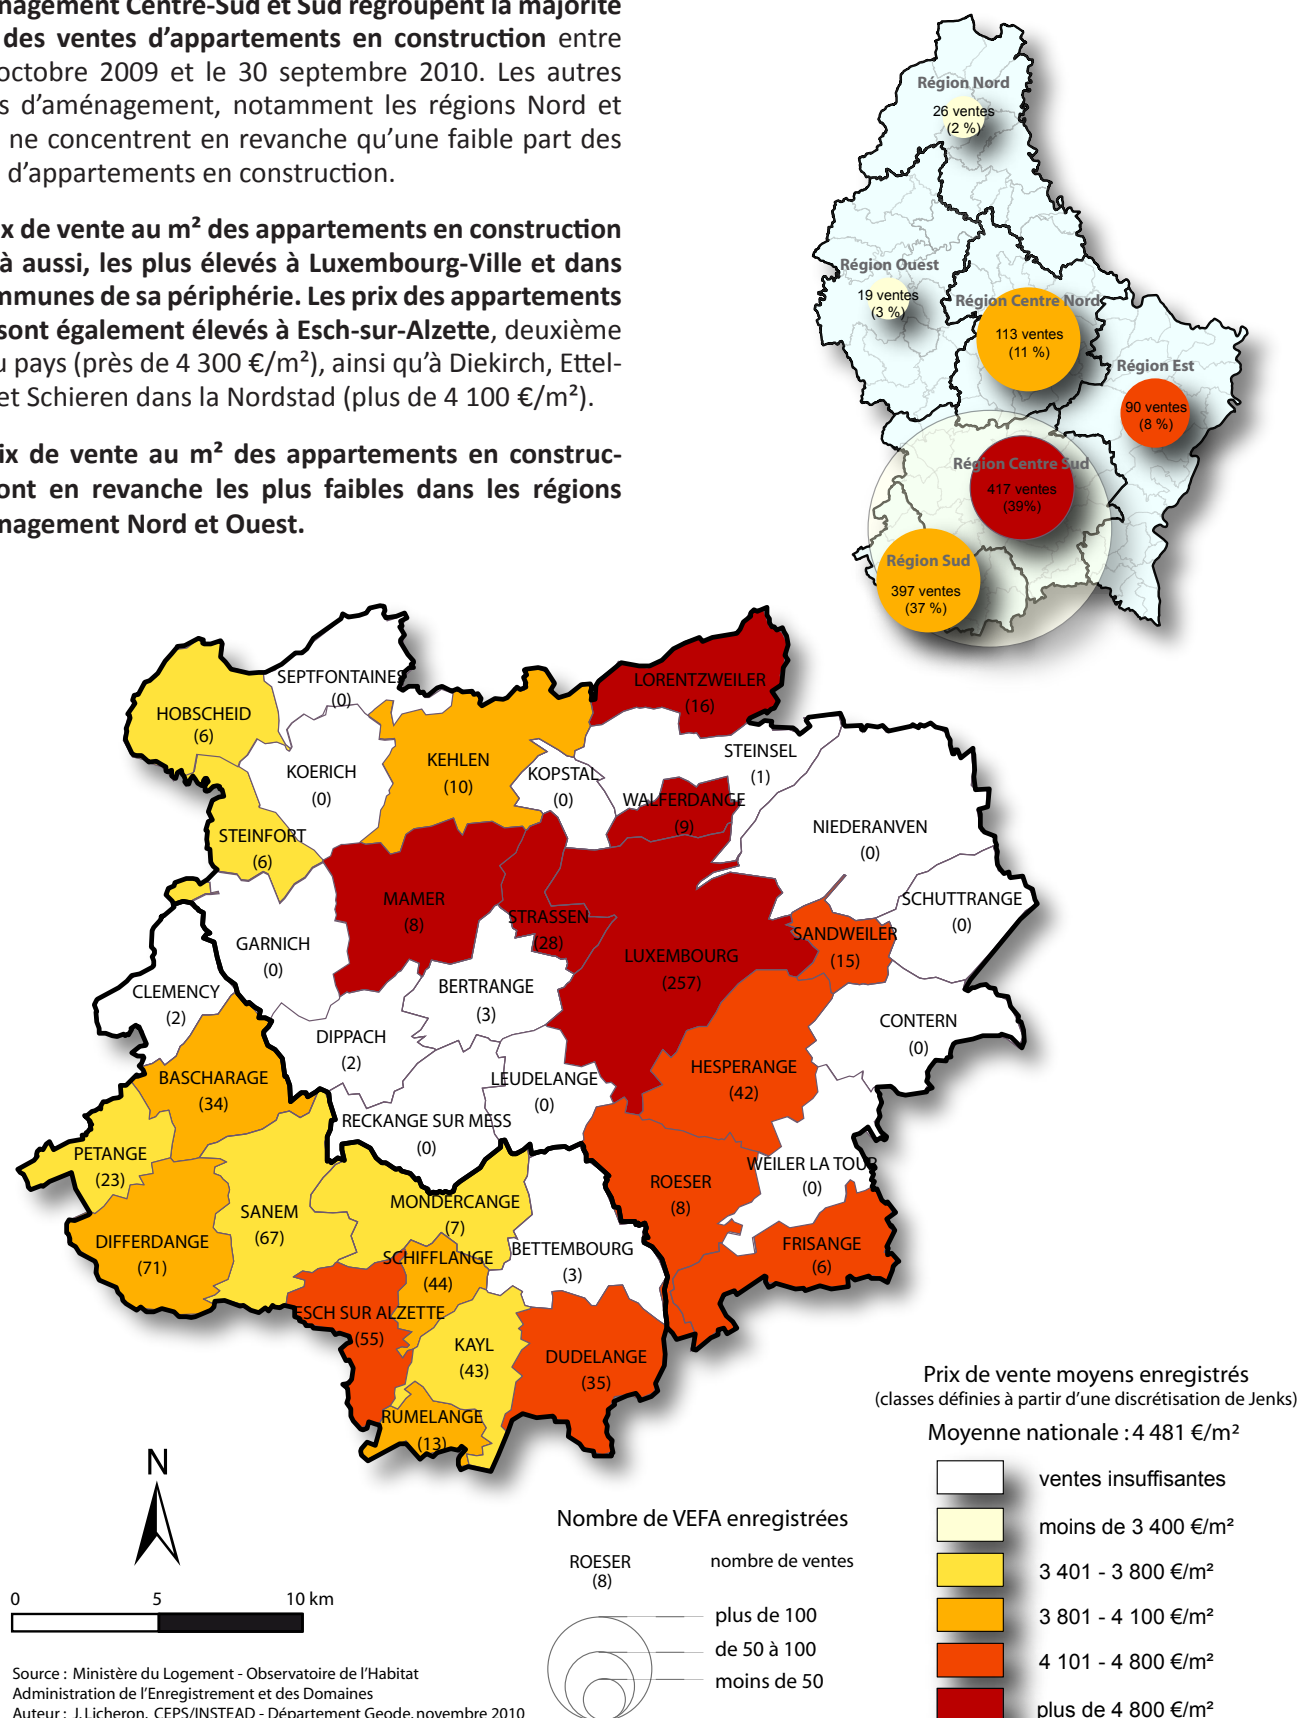 nagement Centre-Sud et Sud regroupent la majorité
des ventes d’appartements en construction entre
octobre 2009 et le 30 septembre 2010. Les autres
s d’aménagement, notamment les régions Nord et
ne concentrent en revanche qu’une faible part des
d’appartements en construction.
x de vente au m² des appartements en construction
à aussi, les plus élevés à Luxembourg-Ville et dans
mmunes de sa périphérie. Les prix des appartements
sont également élevés à Esch-sur-Alzette, deuxième
u pays (près de 4 300 €/m²), ainsi qu’à Diekirch, Ettel-
et Schieren dans la Nordstad (plus de 4 100 €/m²).
ix de vente au m² des appartements en construc-
ont en revanche les plus faibles dans les régions
nagement Nord et Ouest.
Région Nord
26 ventes
(2 %)
Région Ouest
19 ventes
(3 %)
Région Centre Nord
113 ventes
(11 %)
Région Est
90 ventes
(8 %)
Région Centre Sud
417 ventes
(39%)
Région Sud
397 ventes
(37 %)
SEPTFONTAINES
(0)
HOBSCHEID
(6)
LORENTZWEILER
(16)
KOERICH
(0)
KEHLEN
(10)
KOPSTAL
(0)
STEINSEL
(1)
WALFERDANGE
(9)
NIEDERANVEN
(0)
STEINFORT
(6)
MAMER
(8)
STRASSEN
(28)
SCHUTTRANGE
(0)
GARNICH
(0)
LUXEMBOURG
(257)
SANDWEILER
(15)
CLEMENCY
(2)
BERTRANGE
(3)
DIPPACH
(2)
CONTERN
(0)
BASCHARAGE
(34)
LEUDELANGE
(0)
HESPERANGE
(42)
RECKANGE SUR MESS
(0)
PETANGE
(23)
WEILER LA TOUR
(0)
ROESER
(8)
SANEM
(67)
MONDERCANGE
(7)
DIFFERDANGE
(71)
BETTEMBOURG
(3)
FRISANGE
(6)
SCHIFFLANGE
(44)
ESCH SUR ALZETTE
(55)
KAYL
(43)
DUDELANGE
(35)
RUMELANGE
(13)
Prix de vente moyens enregistrés
(classes définies à partir d’une discrétisation de Jenks)
Moyenne nationale : 4 481 €/m²
ventes insuffisantes
moins de 3 400 €/m²
3 401 - 3 800 €/m²
3 801 - 4 100 €/m²
4 101 - 4 800 €/m²
plus de 4 800 €/m²
N
0 5 10 km
Nombre de VEFA enregistrées
ROESER
(8)
nombre de ventes
plus de 100
de 50 à 100
moins de 50
Source : Ministère du Logement - Observatoire de l’Habitat
Administration de l’Enregistrement et des Domaines
Auteur : J.Licheron, CEPS/INSTEAD - Département Geode, novembre 2010